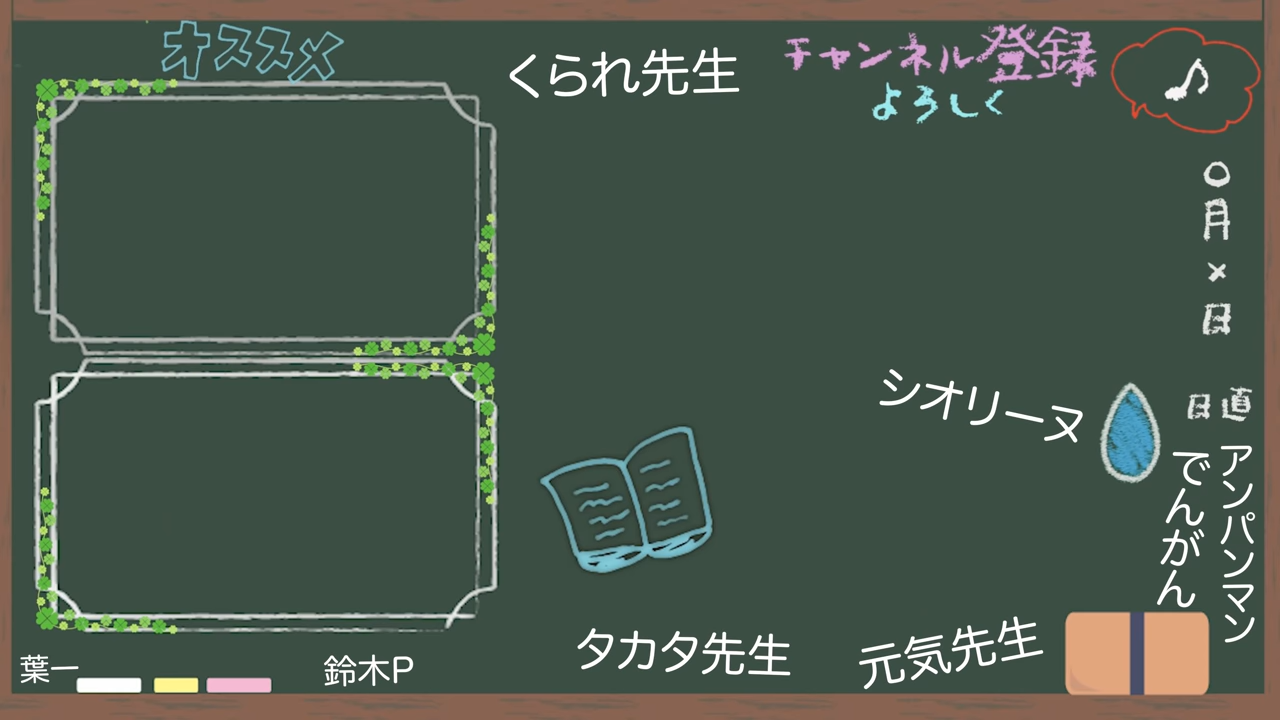 オススメ
くられ先生
チャンネル登録
よろしく
♪
〇月×日
日直
アンパンマン
でんがん
シオリーヌ
葉一
鈴木P
タカタ先生
元気先生